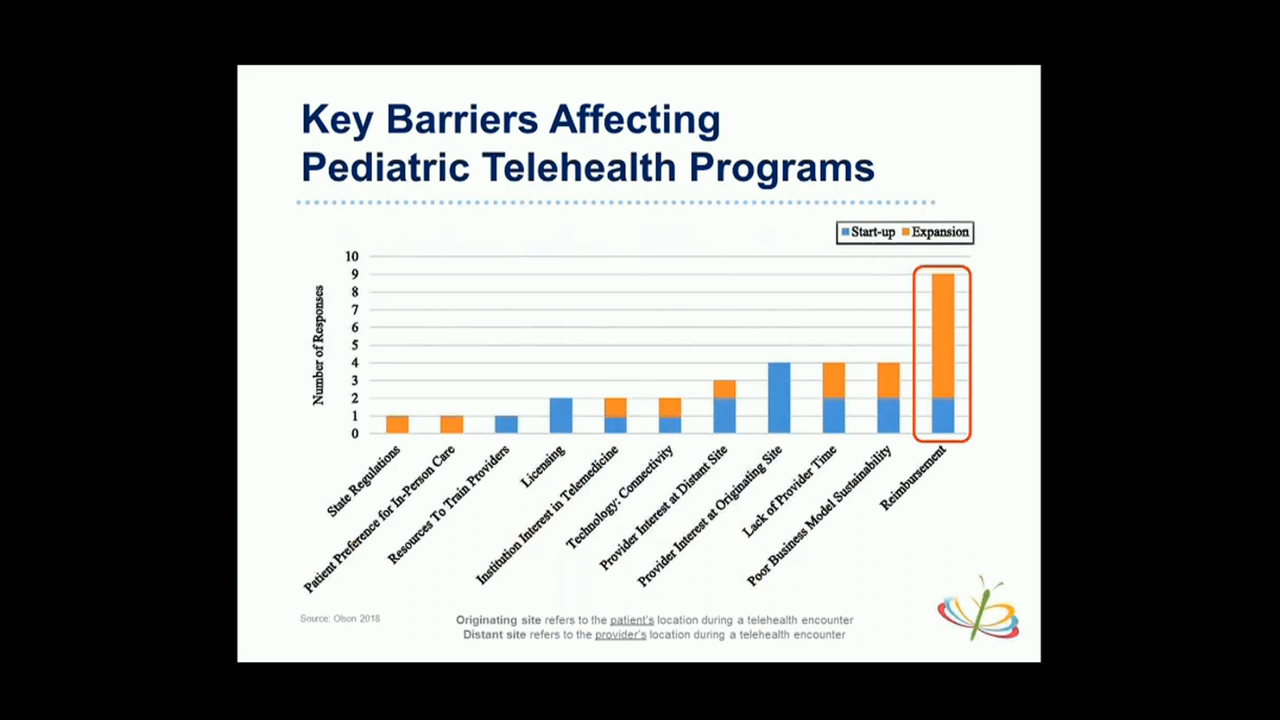 Key Barriers Affecting
Pediatric Telehealth Programs
Start-up Expansion
Number of Responses
10
9
8
7
6
5
4
3
2
1
0
State Regulations
Patient Preference for In-Person Care
Resources To Train Providers
Licensing
Institution Interest in Telemedicine
Technology: Connectivity
Provider Interest at Distant Site
Provider Interest at Originating Site
Lack of Provider Time
Poor Business Model Sustainability
Reimbursement
Source: Olson 2018
Originating site refers to the patient's location during a telehealth encounter
Distant site refers to the provider's location during a telehealth encounter